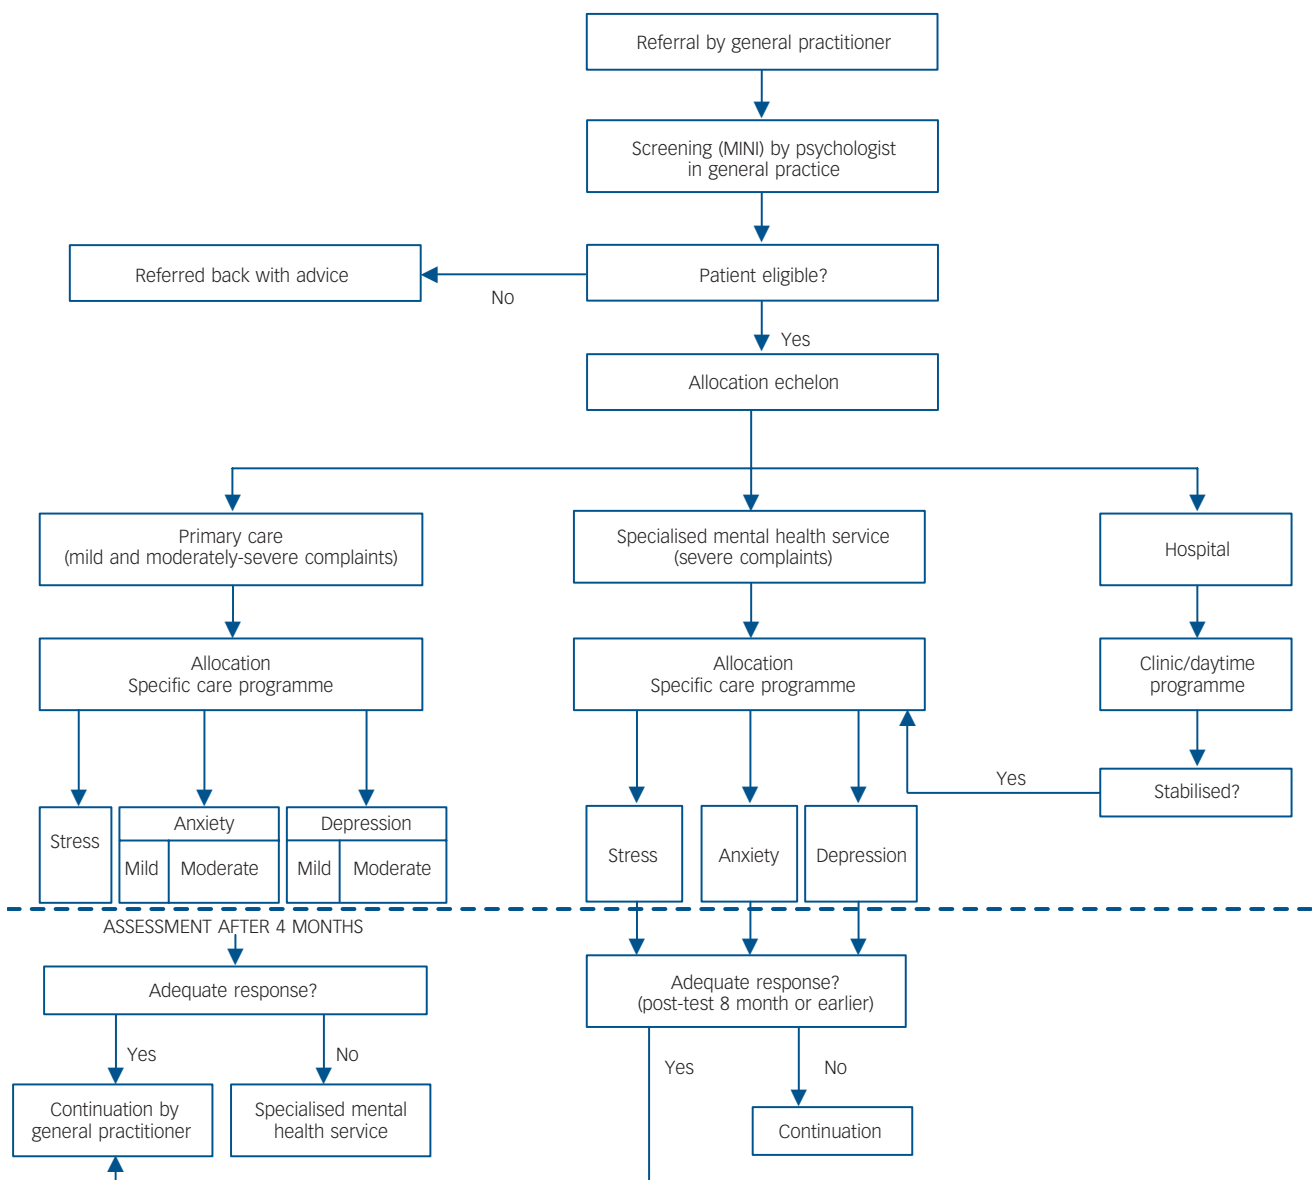 Referral by general practitioner
Screening (MINI) by psychologist
in general practice
Referred back with advice
Patient eligible?
No
Yes
Allocation echelon
Primary care
(mild and moderately-severe complaints)
Specialised mental health service
(severe complaints)
Hospital
Allocation
Specific care programme
Allocation
Specific care programme
Clinic/daytime
programme
Yes
Stabilised?
Stress
Anxiety
Mild
Moderate
Depression
Mild
Moderate
Stress
Anxiety
Depression
ASSESSMENT AFTER 4 MONTHS
Adequate response?
Adequate response?
(post-test 8 month or earlier)
Yes
No
Yes
No
Continuation by
general practitioner
Specialised mental
health service
Continuation